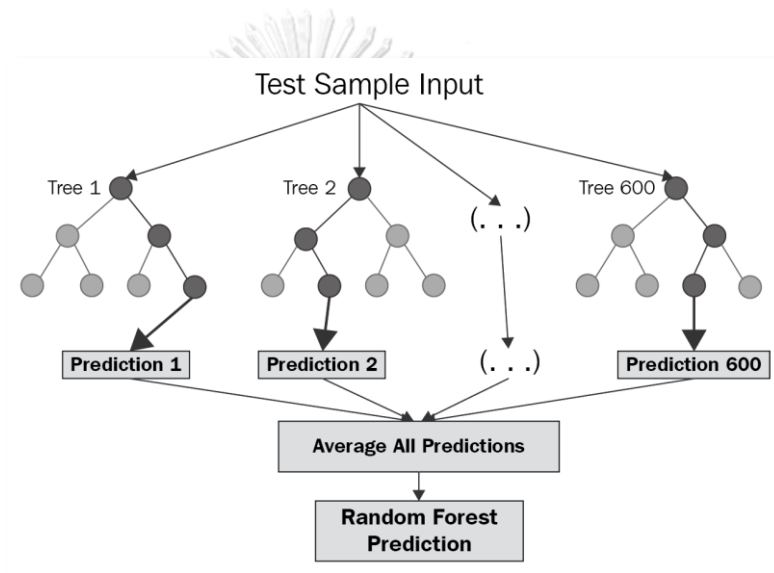 Test Sample Input
Tree 1
Tree 2
Tree 600
(. . .)
(. . .)
Prediction 1
Prediction 2
Prediction 600
Average All Predictions
Random Forest
Prediction